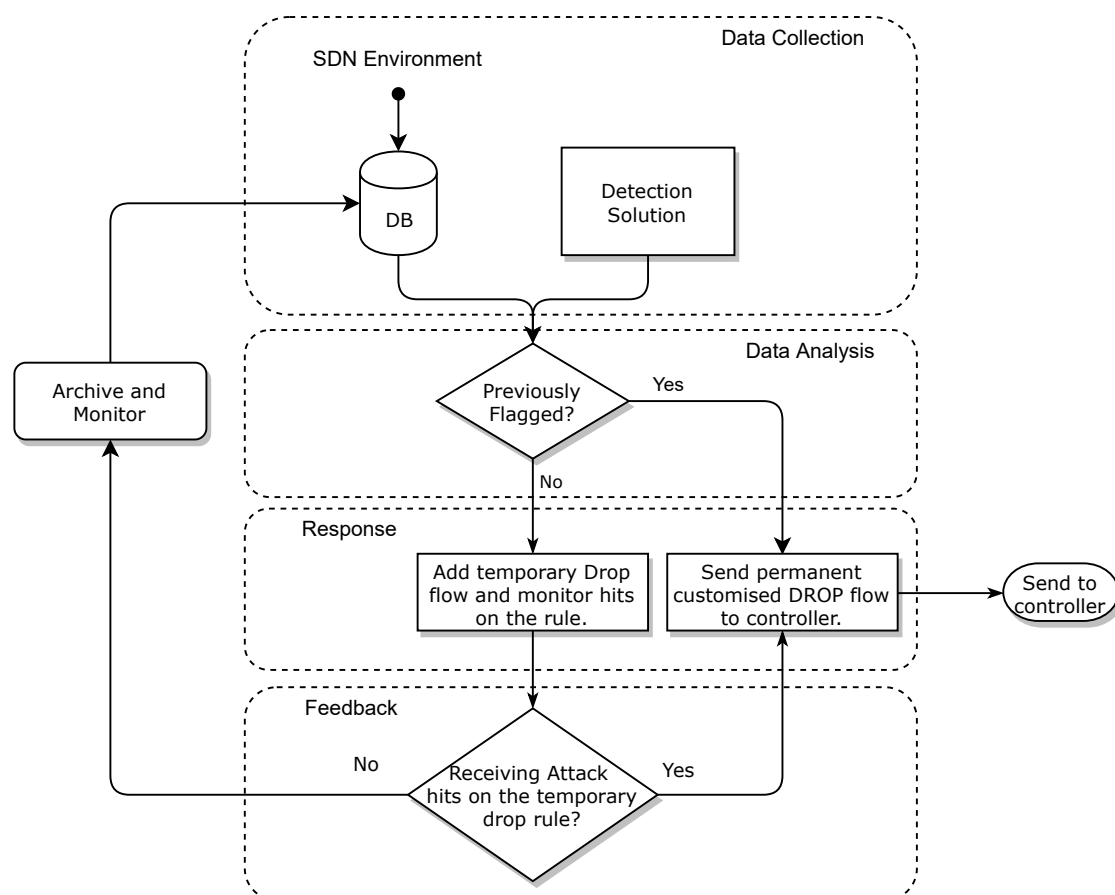 Data Collection
SDN Environment
DB
Detection
Solution
Data Analysis
Previously
Flagged?
Yes
No
Archive and
Monitor
Response
Add temporary Drop
flow and monitor hits
on the rule.
Send permanent
customised DROP flow
to controller.
Send to
controller
Feedback
No
Receiving Attack
hits on the temporary
drop rule?
Yes